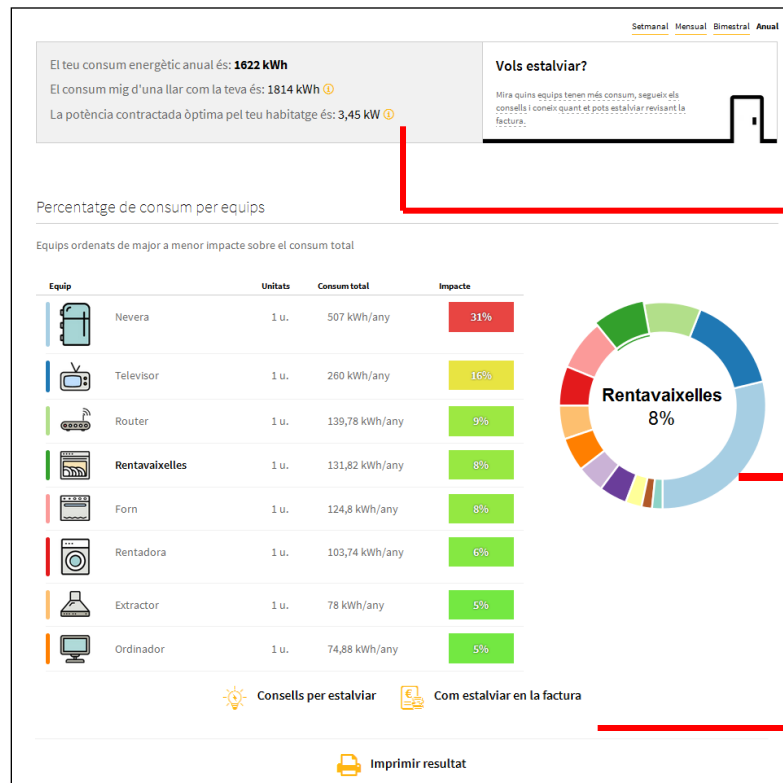 Setmanal Mensual Bimestral Anual
El teu consum energètic anual és: 1622 kWh
El consum mig d'una llar com la teva és: 1814 kWh
La potència contractada òptima pel teu habitatge és: 3,45 kW
Vols estalviar?
Mira quins equips tenen més consum, segueix els
consells i coneix quant et pots estalviar revisant la
factura.
Percentatge de consum per equips
Equips ordenats de major a menor impacte sobre el consum total
Equip Unitats Consum total Impacte
Nevera 1 u. 507 kWh/any 31%
Televisor 1 u. 260 kWh/any 16%
Router 1 u. 139,78 kWh/any 9%
Rentavaixelles 1 u. 131,82 kWh/any 8%
Forn 1 u. 124,8 kWh/any 8%
Rentadora 1 u. 103,74 kWh/any 6%
Extractor 1 u. 78 kWh/any 5%
Ordinador 1 u. 74,88 kWh/any 5%
Rentavaixelles
8%
Consells per estalviar Com estalviar en la factura
Imprimir resultat